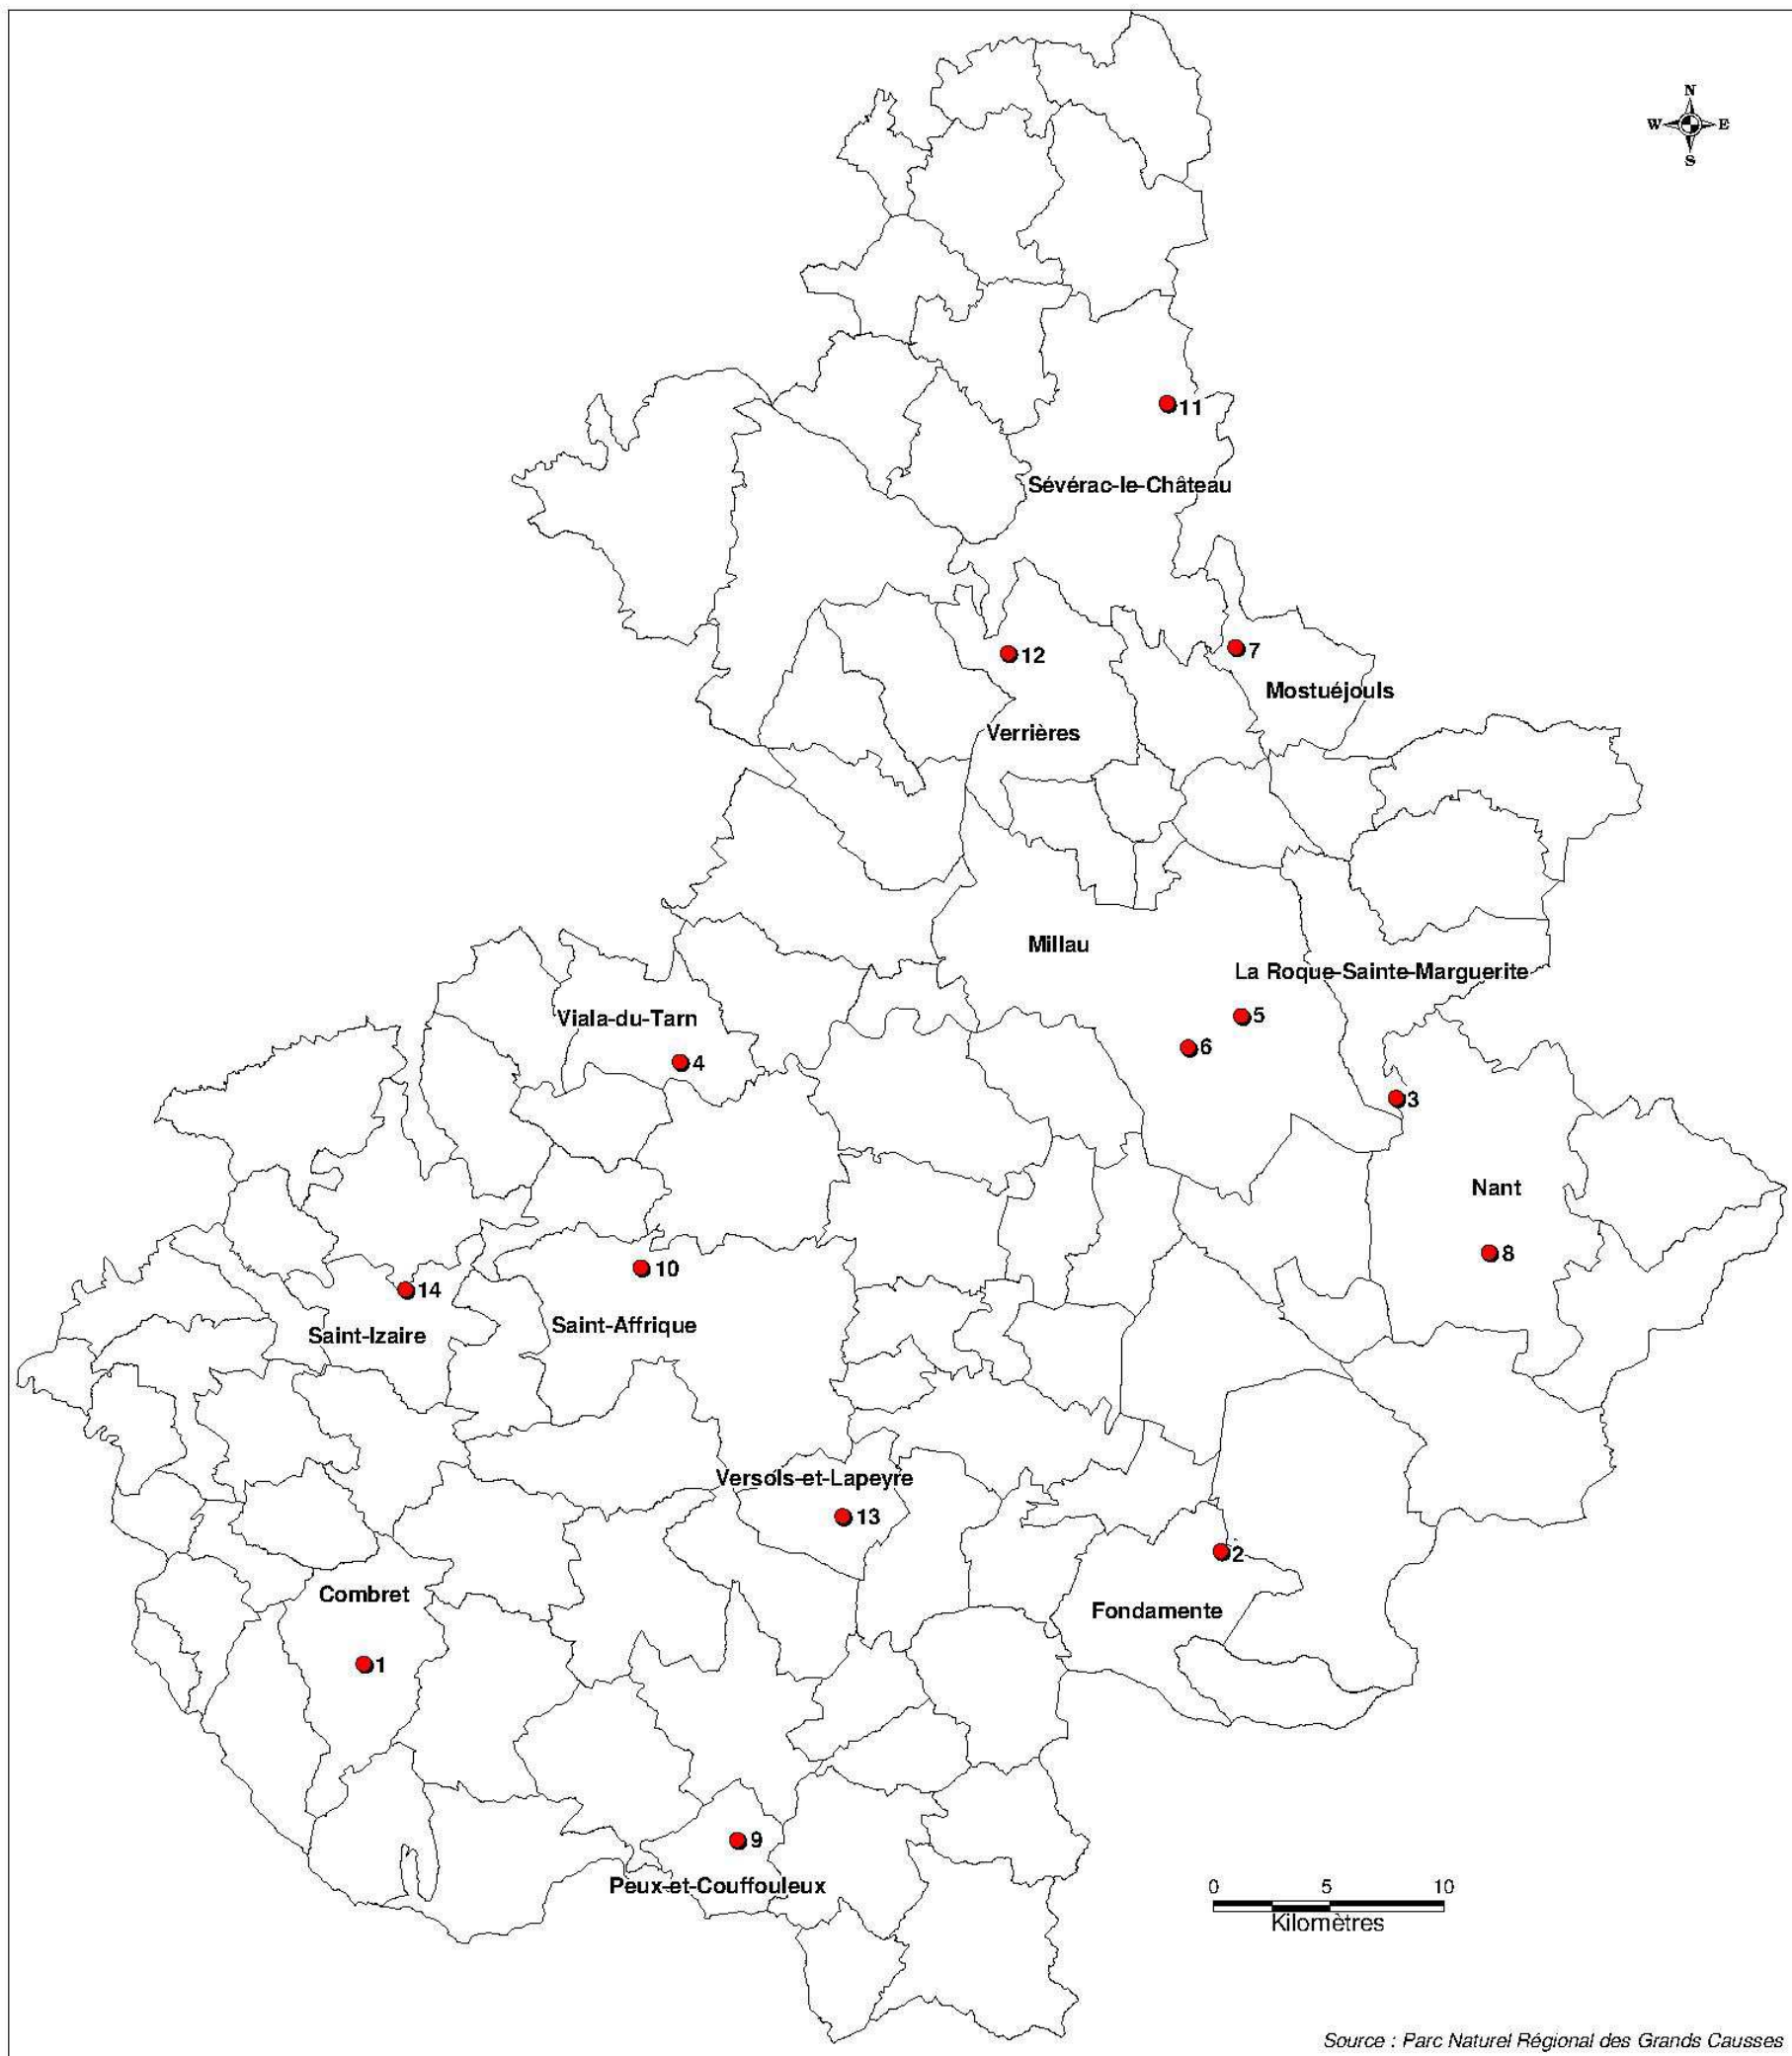 N
W E
S
11
Sévérac-le-Château
12
7
Mostuéjouls
Verrières
Millau
La Roque-Sainte-Marguerite
5
Viala-du-Tarn
6
4
3
Nant
8
10
14
Saint-Affrique
Saint-Izaire
Versols-et-Lapeyre
13
2
Combret
Fondamente
1
9
Peux-et-Couffouleux
0 5 10
Kilomètres
Source : Parc Naturel Régional des Grands Causses